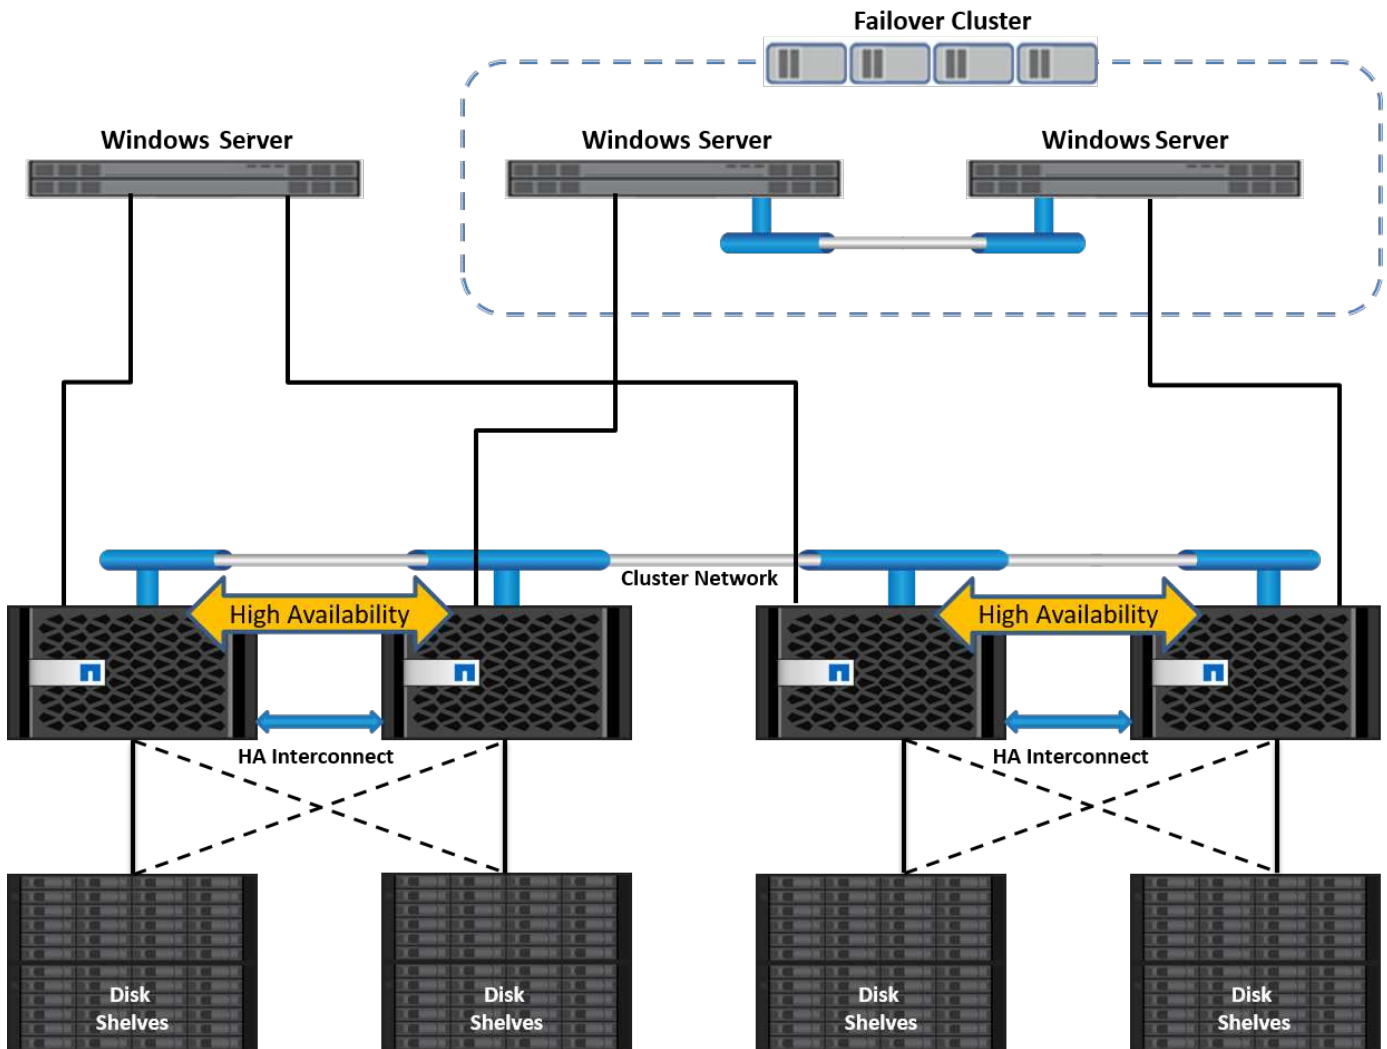 Failover Cluster
Windows Server
Windows Server
Windows Server
Cluster Network
High Availability
High Availability
HA Interconnect
HA Interconnect
Disk
Shelves
Disk
Shelves
Disk
Shelves
Disk
Shelves